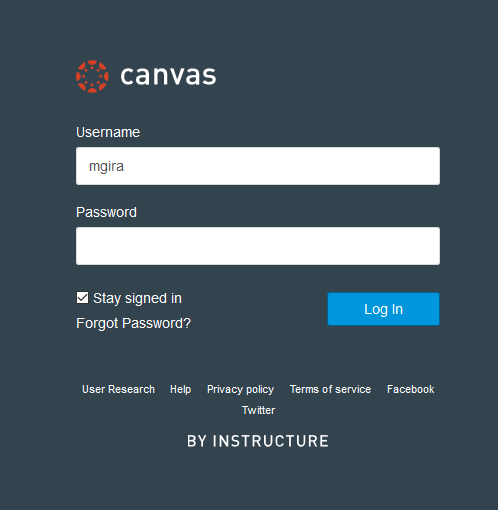 canvas
Username
mgira
Password
Stay signed in
Forgot Password?
Log In
User Research Help Privacy policy Terms of service Facebook
Twitter
BY INSTRUCTURE